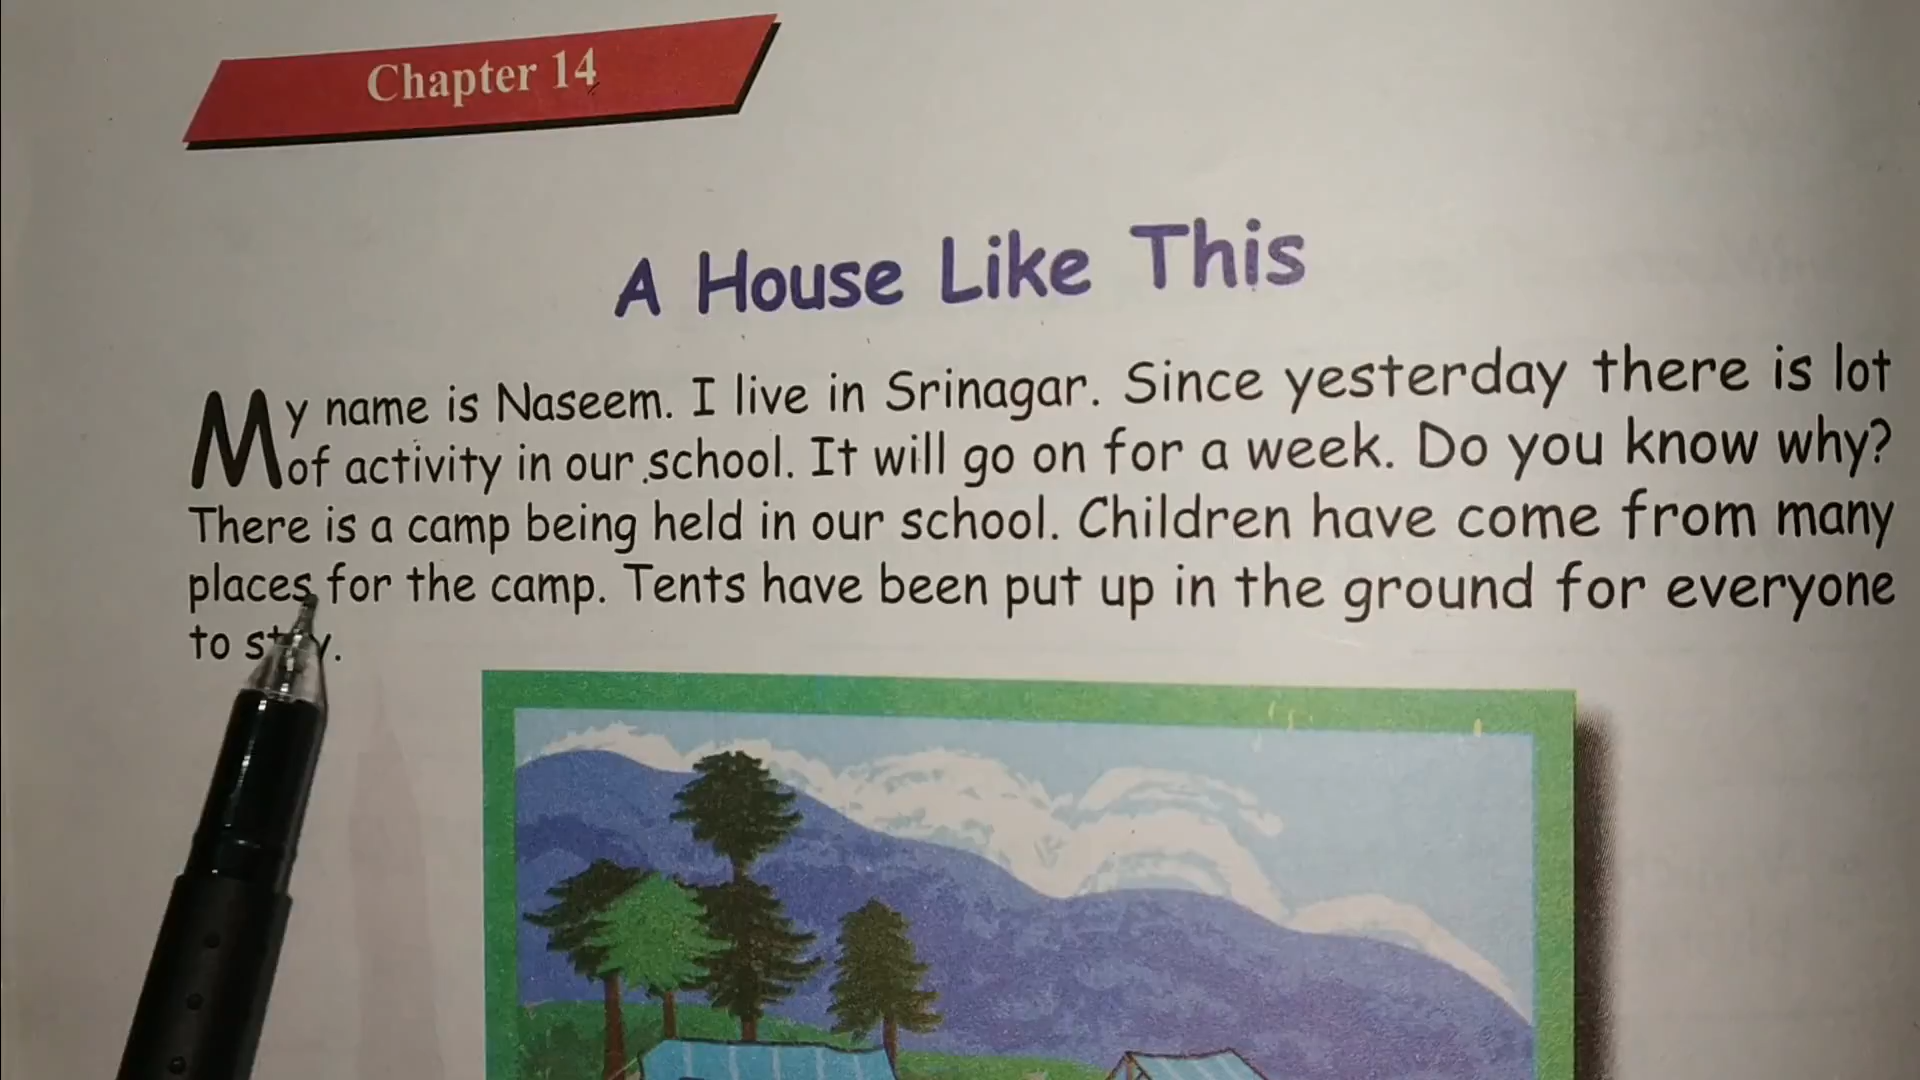 Chapter 14
A House Like This
My name is Naseem. I live in Srinagar. Since yesterday there is lot
of activity in our school. It will go on for a week. Do you know why?
There is a camp being held in our school. Children have come from many
places for the camp. Tents have been put up in the ground for everyone
to stay.